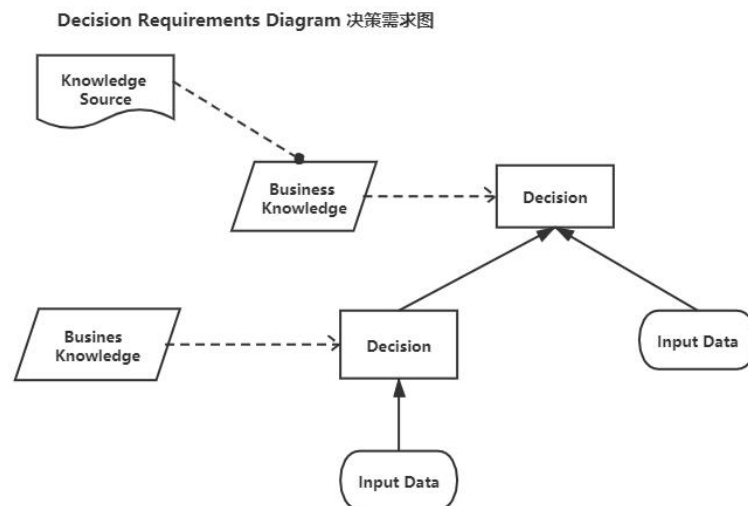 Decision Requirements Diagram 决策需求图
Knowledge
Source
Business
Knowledge
Decision
Busines
Knowledge
Decision
Input Data
Input Data